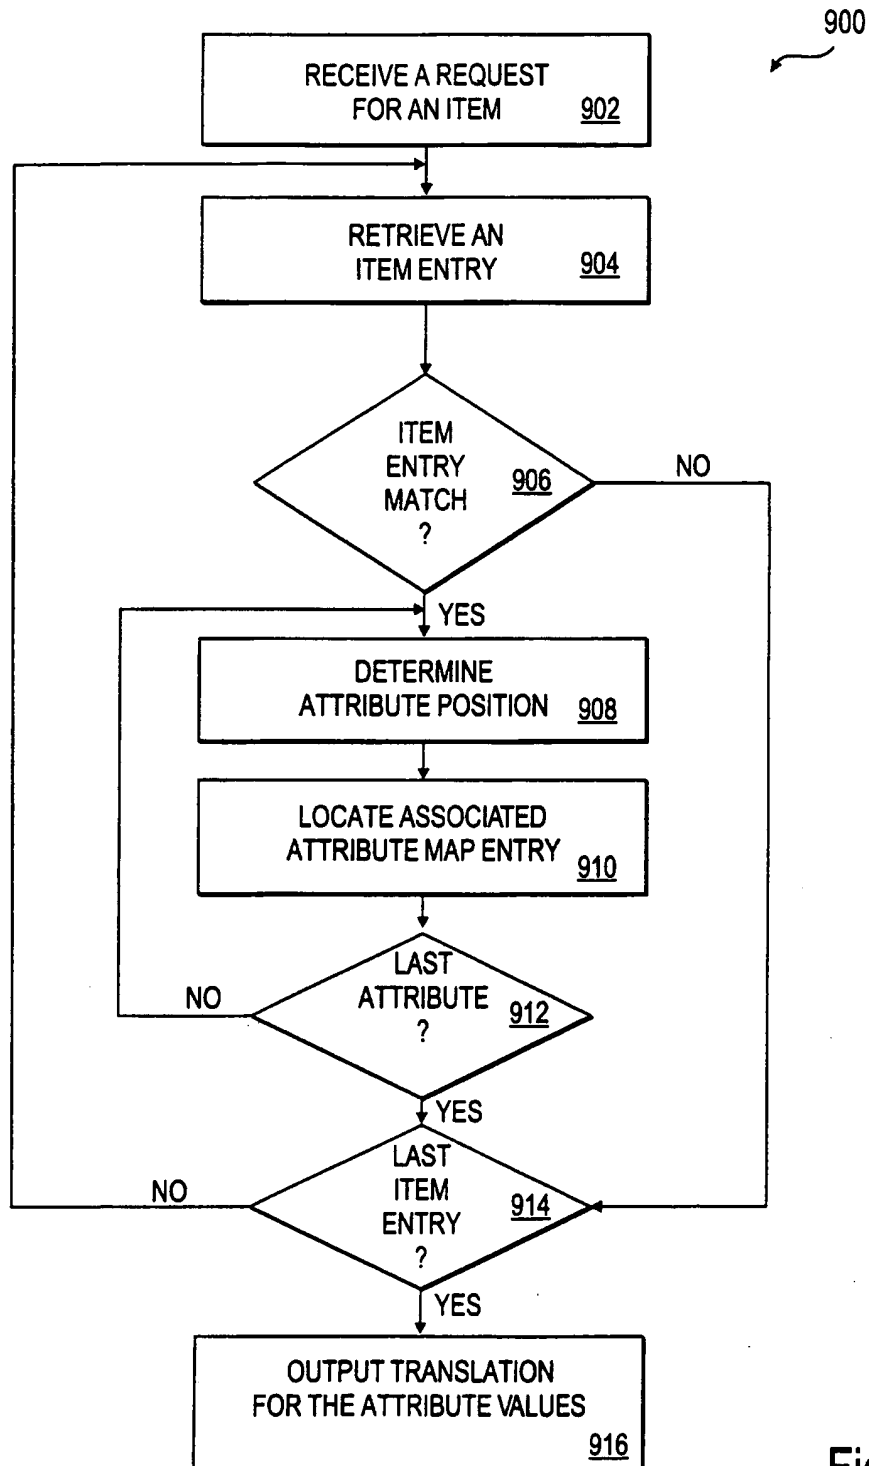 900
RECEIVE A REQUEST
FOR AN ITEM 902
RETRIEVE AN
ITEM ENTRY 904
ITEM
ENTRY 906
MATCH
?
NO
YES
DETERMINE
ATTRIBUTE POSITION 908
LOCATE ASSOCIATED
ATTRIBUTE MAP ENTRY 910
LAST
ATTRIBUTE 912
?
NO
YES
LAST
ITEM
ENTRY 914
?
NO
YES
OUTPUT TRANSLATION
FOR THE ATTRIBUTE VALUES
916